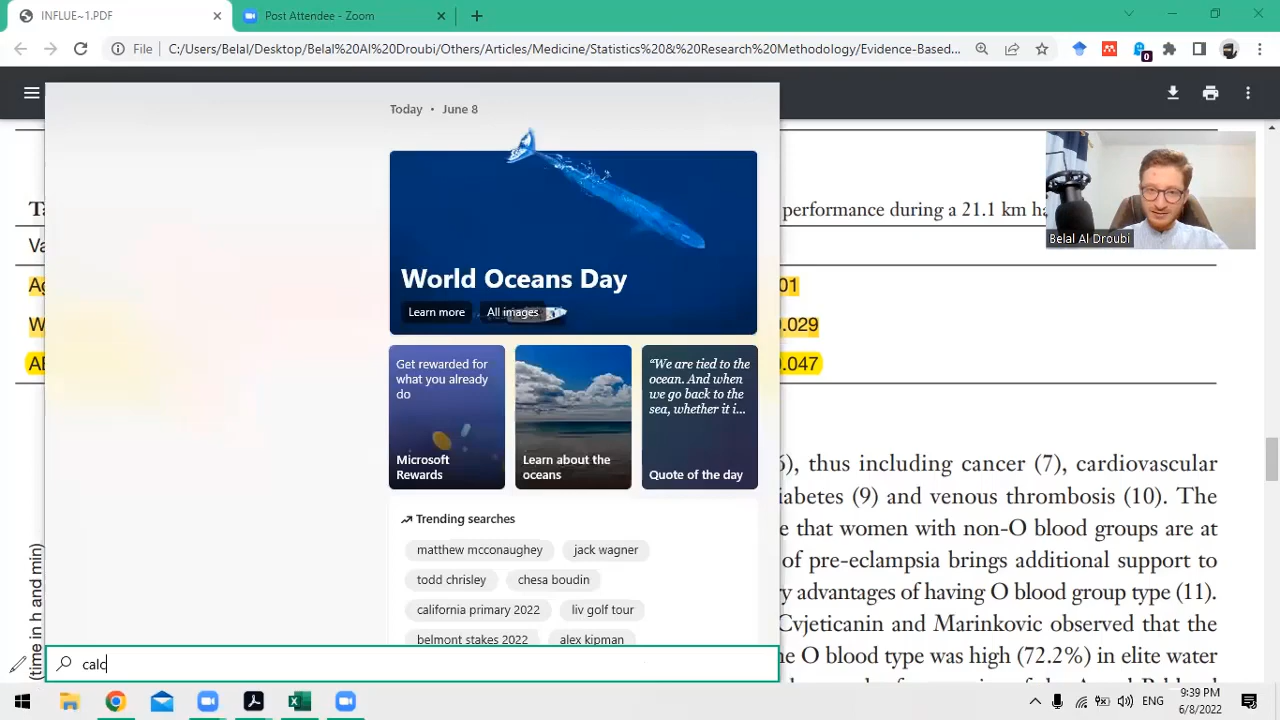 INFLUE~1.PDF
Post Attendee - Zoom
File
C:/Users/Belal/Desktop/Belal%20Al%20Droubi/Others/Articles/Medicine/Statistics%20&%20Research%20Methodology/Evidence-Based...
0
Today • June 8
World Oceans Day
Learn more
All images
Get rewarded for
what you already
do
Microsoft
Rewards
Learn about the
oceans
“We are tied to the
ocean. And when
we go back to the
sea, whether it i...
Quote of the day
Trending searches
matthew mcconaughey
jack wagner
todd chrisley
chesa boudin
california primary 2022
liv golf tour
belmont stakes 2022
alex kipman
calc
performance during a 21.1 km
Belal Al Droubi
01
.029
.047
6), thus including cancer (7), cardiovascular
iabetes (9) and venous thrombosis (10). The
e that women with non-O blood groups are at
of pre-eclampsia brings additional support to
y advantages of having O blood group type (11).
Cvjeticanin and Marinkovic observed that the
e O blood type was high (72.2%) in elite water
(time in h and min)
ENG
9:39 PM
6/8/2022